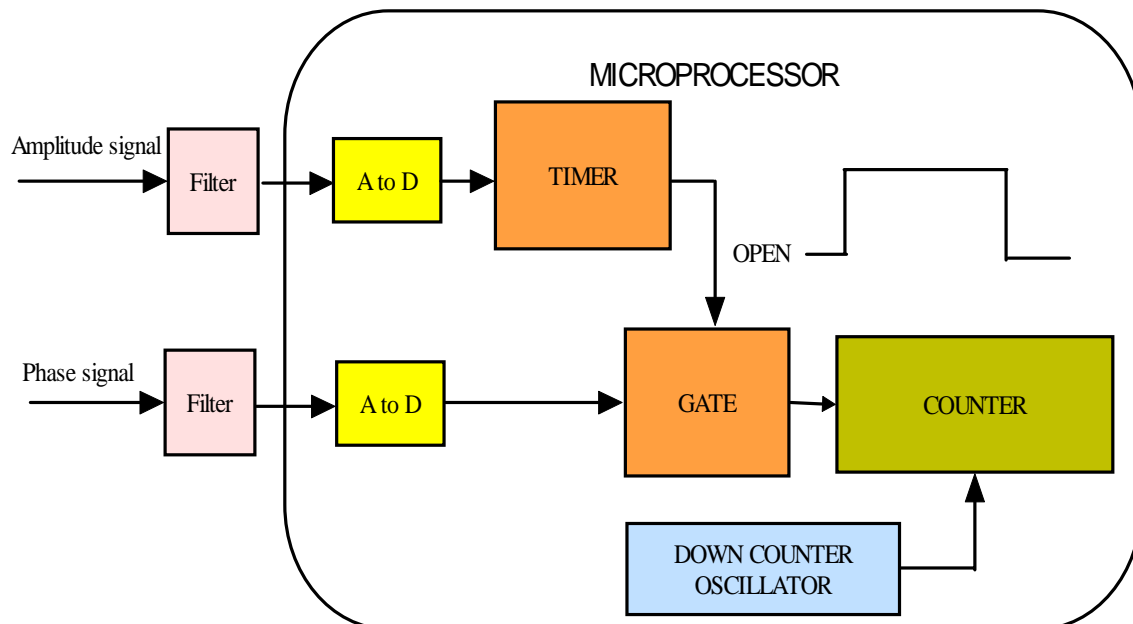 MICROPROCESSOR
Amplitude signal
Filter
A to D
TIMER
OPEN
Phase signal
Filter
A to D
GATE
COUNTER
DOWN COUNTER
OSCILLATOR